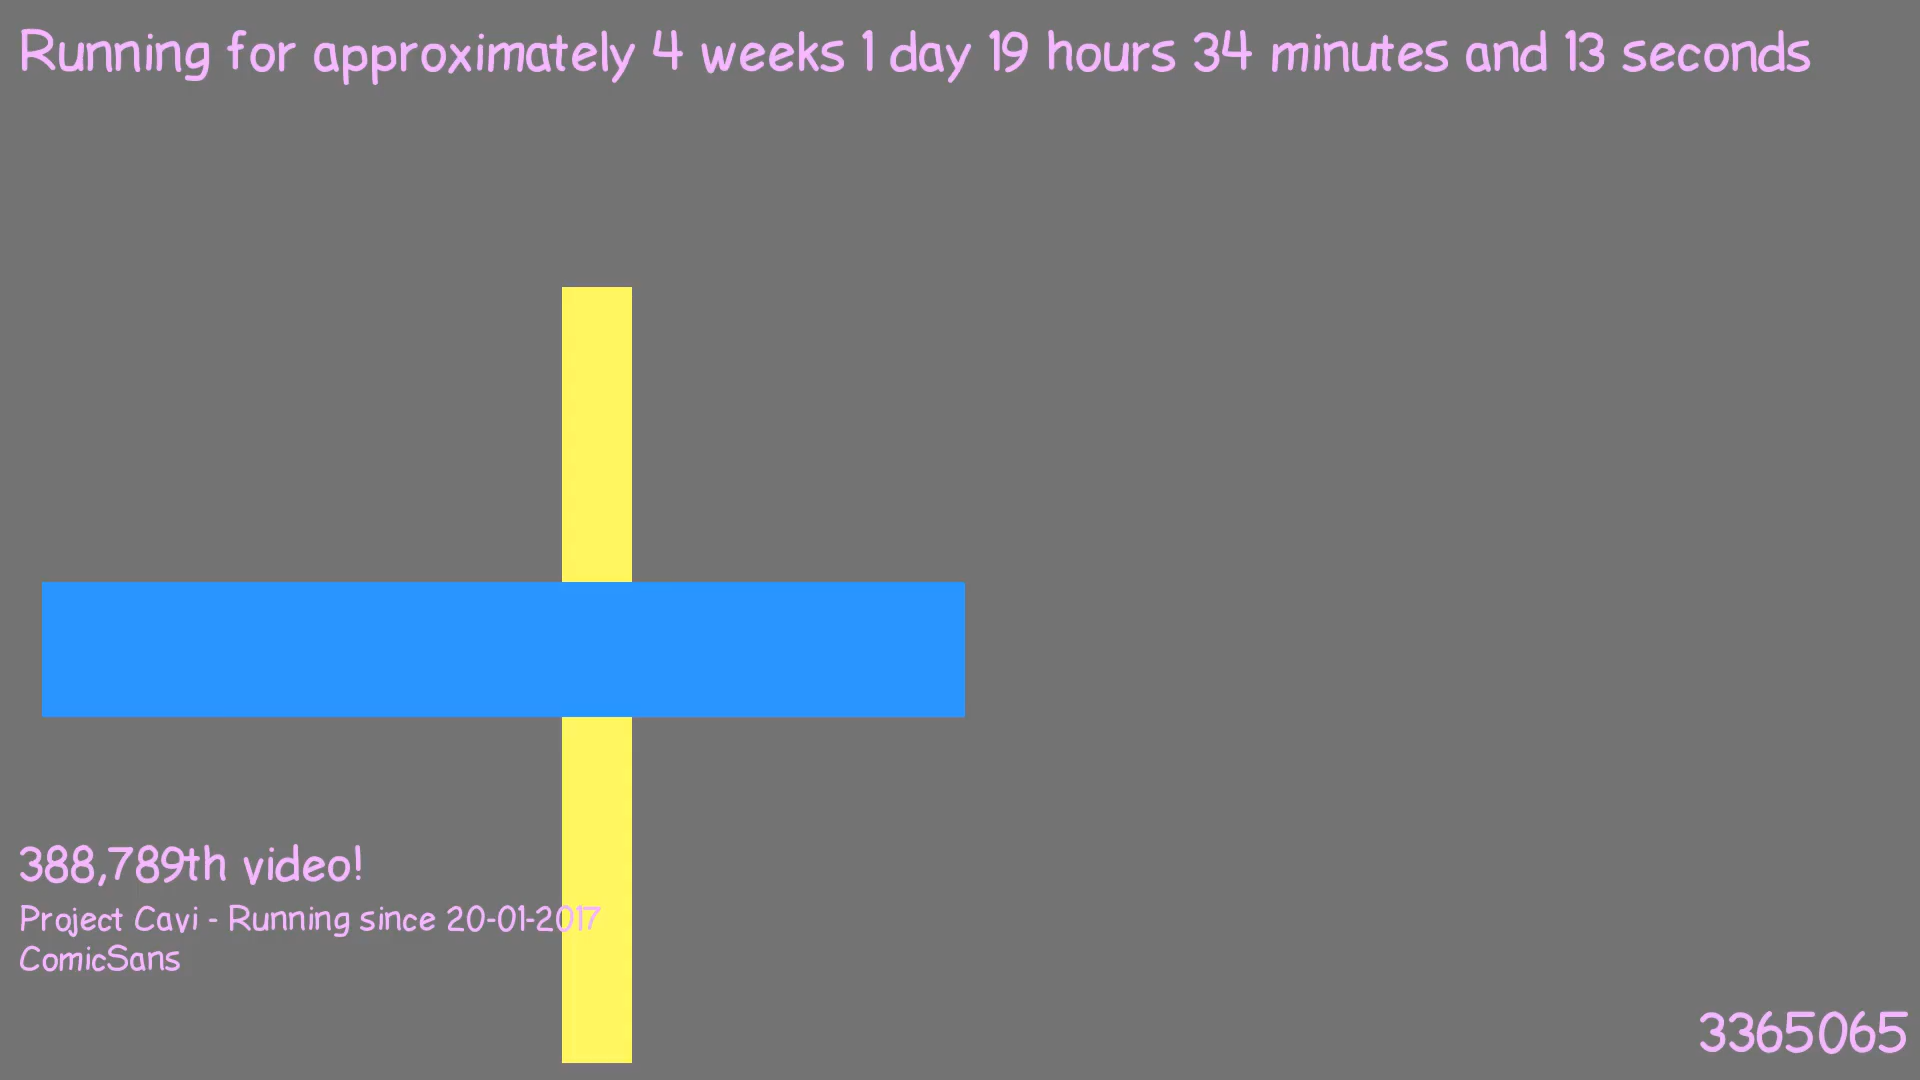 Running for approximately 4 weeks 1 day 19 hours 34 minutes and 13 seconds
388,789th video!
Project Cavi - Running since 20-01-2017
ComicSans
3365065